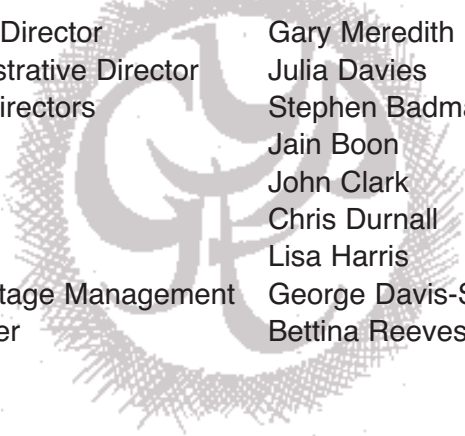 Director Gary Meredith
strative Director Julia Davies
irectors Stephen Badma
Jain Boon
John Clark
Chris Durnall
Lisa Harris
tage Management George Davis-S
er Bettina Reeves